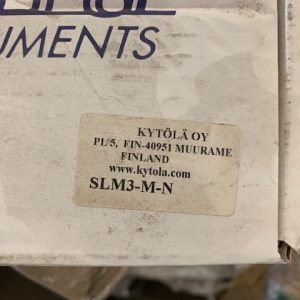 UMENTS
KYTÖLÄ OY
PL/5, FIN-40951 MUURAME
FINLAND
www.kytola.com
SLM3-M-N